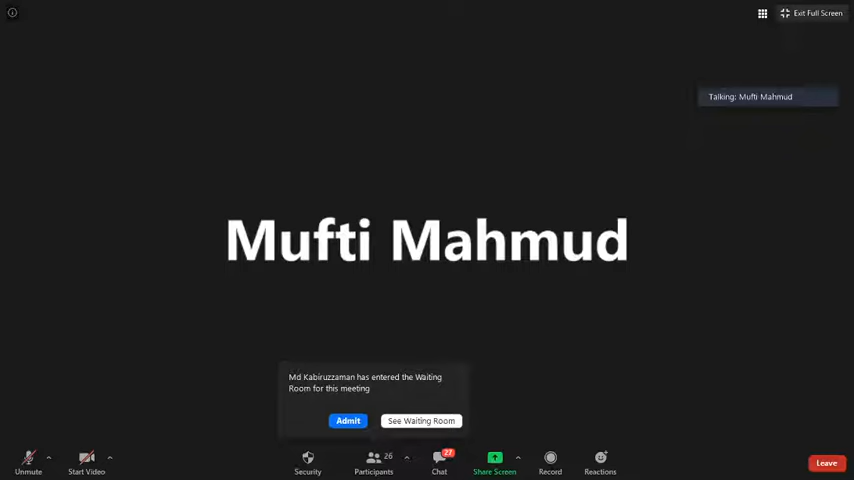 Exit Full Screen
Talking: Mufti Mahmud
Mufti Mahmud
Md Kabiruzzaman has entered the Waiting
Room for this meeting
Admit
See Waiting Room
26
27
Unmute
Start Video
Security
Participants
Chat
Share Screen
Record
Reactions
Leave